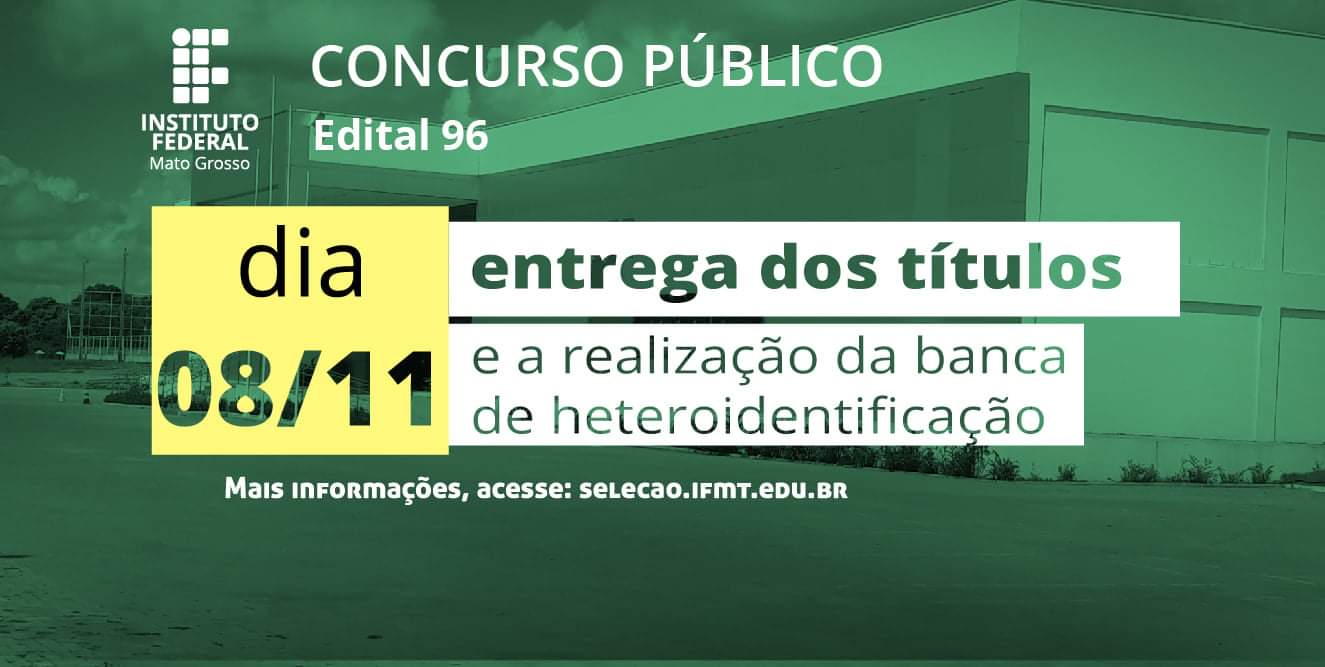 INSTITUTO
FEDERAL
Mato Grosso
CONCURSO PÚBLICO
Edital 96
dia
08/11
entrega dos títulos
e a realização da banca
de heteroidentificação
Mais informações, acesse: selecao.ifmt.edu.br